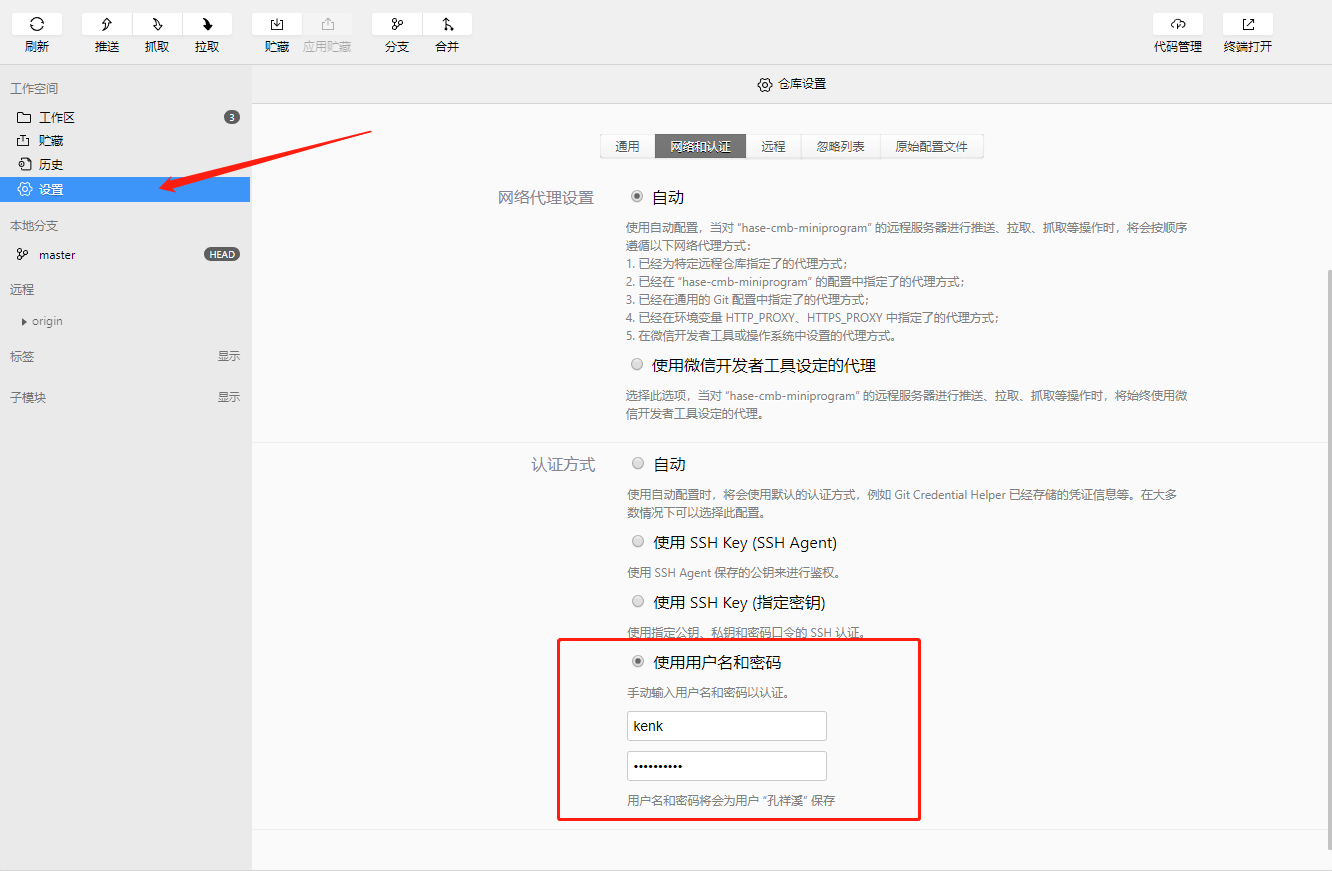 刷新
推送
抓取
拉取
贮藏
应用贮藏
分支
合并
代码管理
终端打开
工作空间
工作区
3
贮藏
历史
设置
本地分支
master
HEAD
远程
origin
标签
显示
子模块
显示
仓库设置
通用
网络和认证
远程
忽略列表
原始配置文件
网络代理设置
自动
使用自动配置，当对 “hase-cmb-miniprogram” 的远程服务器进行推送、拉取、抓取等操作时，将会按顺序
遵循以下网络代理方式：
1. 已经为特定远程仓库指定了的代理方式；
2. 已经在 “hase-cmb-miniprogram” 的配置中指定了的代理方式；
3. 已经在通用的 Git 配置中指定了的代理方式；
4. 已经在环境变量 HTTP_PROXY、HTTPS_PROXY 中指定了的代理方式；
5. 在微信开发者工具或操作系统中设置的代理方式。
使用微信开发者工具设定的代理
选择此选项，当对 “hase-cmb-miniprogram” 的远程服务器进行推送、拉取、抓取等操作时，将始终使用微
信开发者工具设定的代理。
认证方式
自动
使用自动配置时，将会使用默认的认证方式，例如 Git Credential Helper 已经存储的凭证信息等。在大多
数情况下可以选择此配置。
使用 SSH Key (SSH Agent)
使用 SSH Agent 保存的公钥来进行鉴权。
使用 SSH Key (指定密钥)
使用指定公钥、私钥和密码口令的 SSH 认证。
使用用户名和密码
手动输入用户名和密码以认证。
kenk
••••••••••
用户名和密码将会为用户 “孔祥溪” 保存